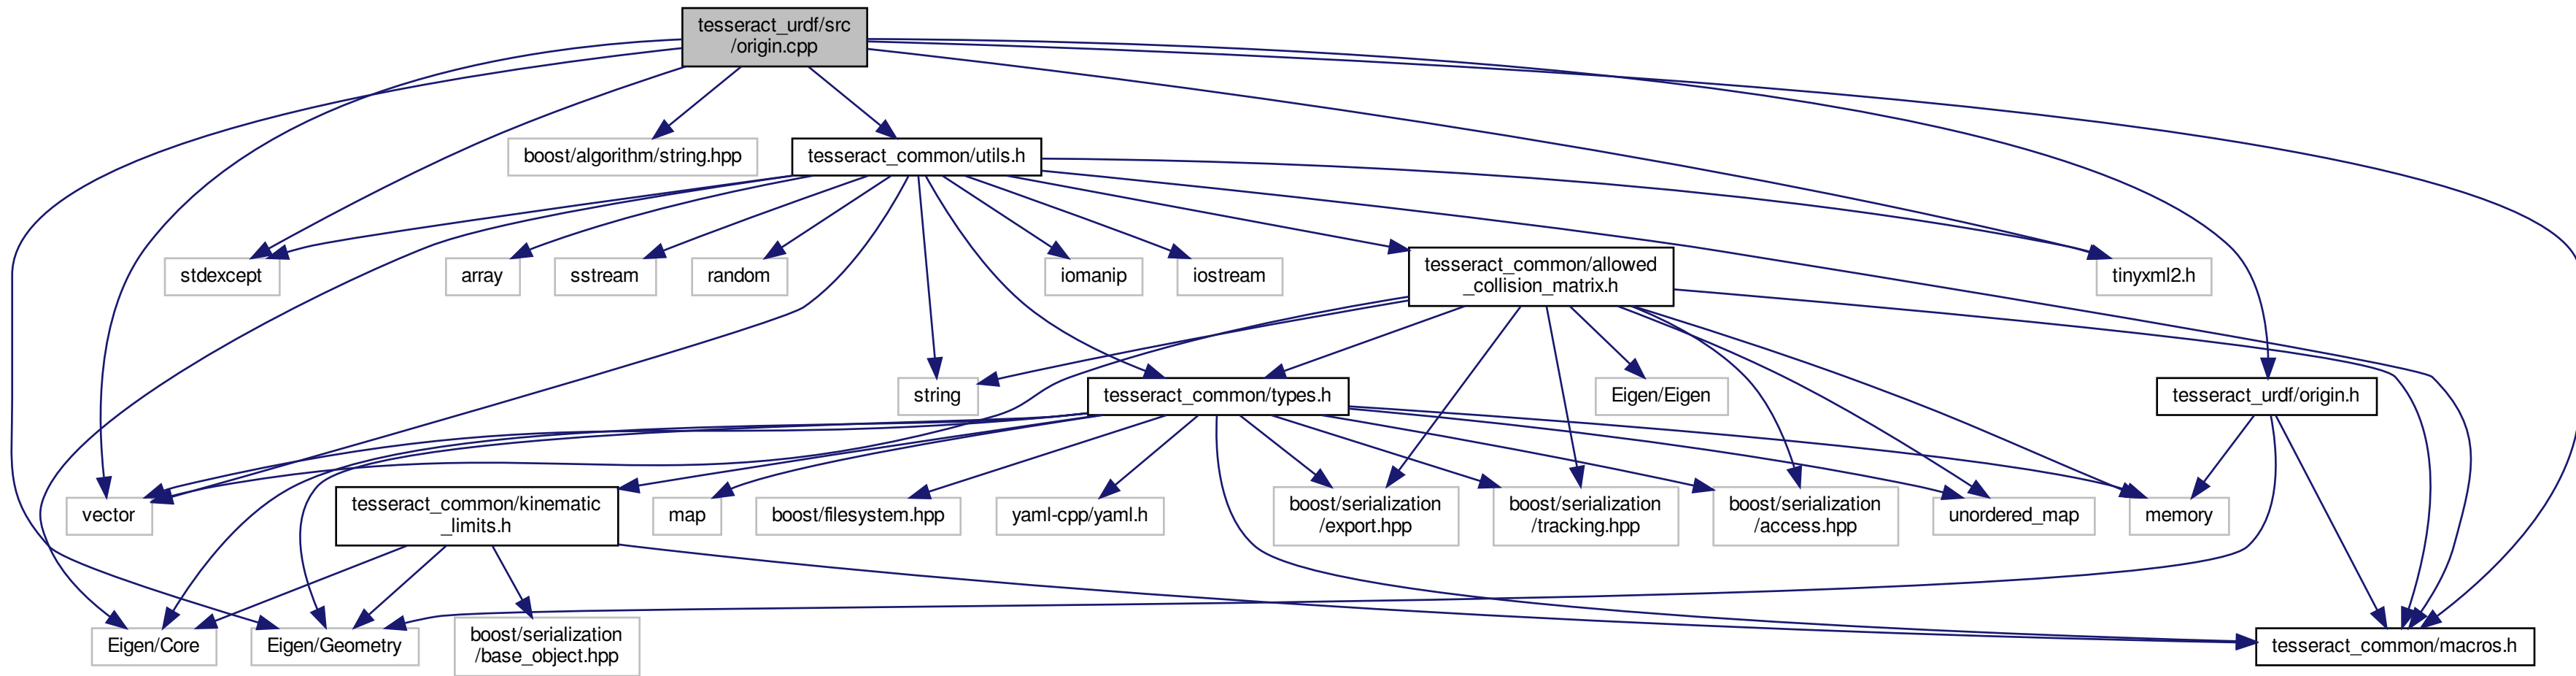 tesseract_urdf/src
/origin.cpp
boost/algorithm/string.hpp
tesseract_common/utils.h
stdexcept
array
sstream
random
iomanip
iostream
tesseract_common/allowed
_collision_matrix.h
tinyxml2.h
string
tesseract_common/types.h
Eigen/Eigen
tesseract_urdf/origin.h
vector
tesseract_common/kinematic
_limits.h
map
boost/filesystem.hpp
yaml-cpp/yaml.h
boost/serialization
/export.hpp
boost/serialization
/tracking.hpp
boost/serialization
/access.hpp
unordered_map
memory
Eigen/Core
Eigen/Geometry
boost/serialization
/base_object.hpp
tesseract_common/macros.h